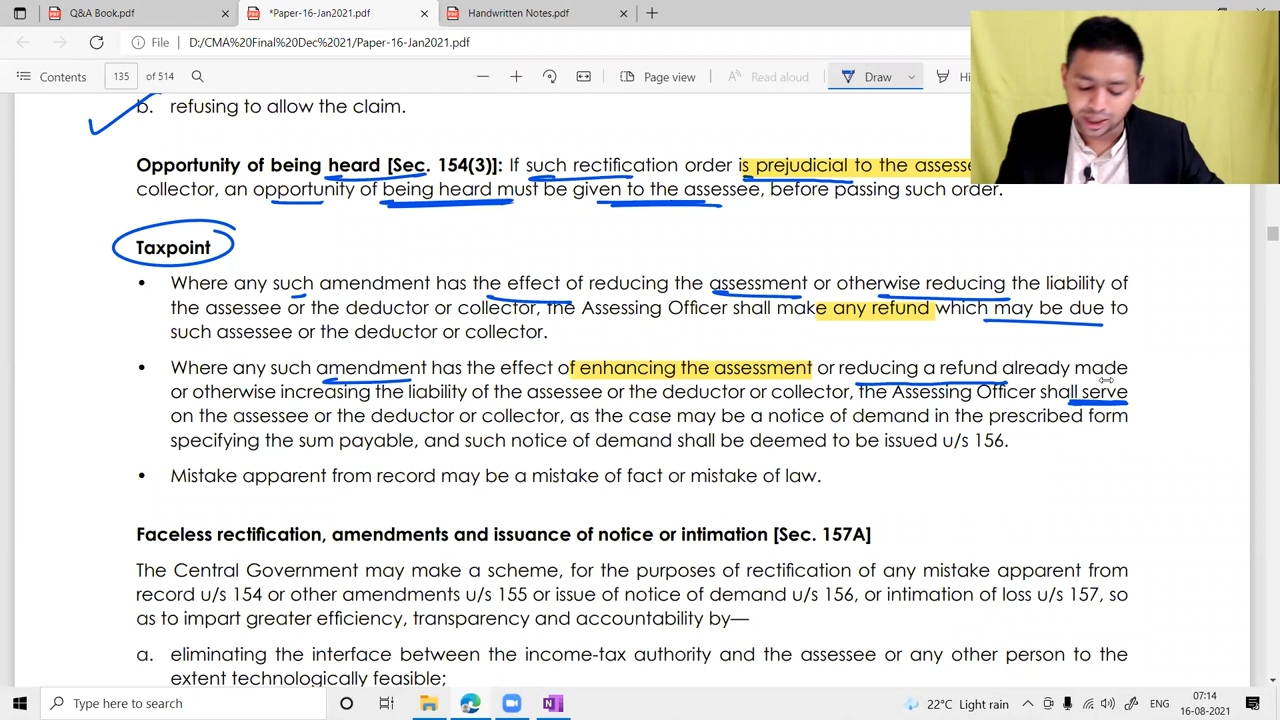 Q&A Book.pdf
*Paper-16-Jan2021.pdf
Handwritten Notes.pdf
File
D:/CMA%20Final%20Dec%2021/Paper-16-Jan2021.pdf
Contents
135
of 514
Page view
Read aloud
Draw
b. refusing to allow the claim.
Opportunity of being heard [Sec. 154(3)]: If such rectification order is prejudicial to the
collector, an opportunity of being heard must be given to the assessee, before passing such order.
Taxpoint
• Where any such amendment has the effect of reducing the assessment or otherwise reducing the liability of
the assessee or the deductor or collector, the Assessing Officer shall make any refund which may be due to
such assessee or the deductor or collector.
• Where any such amendment has the effect of enhancing the assessment or reducing a refund already made
or otherwise increasing the liability of the assessee or the deductor or collector, the Assessing Officer shall serve
on the assessee or the deductor or collector, as the case may be a notice of demand in the prescribed form
specifying the sum payable, and such notice of demand shall be deemed to be issued u/s 156.
• Mistake apparent from record may be a mistake of fact or mistake of law.
Faceless rectification, amendments and issuance of notice or intimation [Sec. 157A]
The Central Government may make a scheme, for the purposes of rectification of any mistake apparent from
record u/s 154 or other amendments u/s 155 or issue of notice of demand u/s 156, or intimation of loss u/s 157, so
as to impart greater efficiency, transparency and accountability by—
a. eliminating the interface between the income-tax authority and the assessee or any other person to the
extent technologically feasible;
Type here to search
22°C Light rain
ENG
07:14
16-08-2021